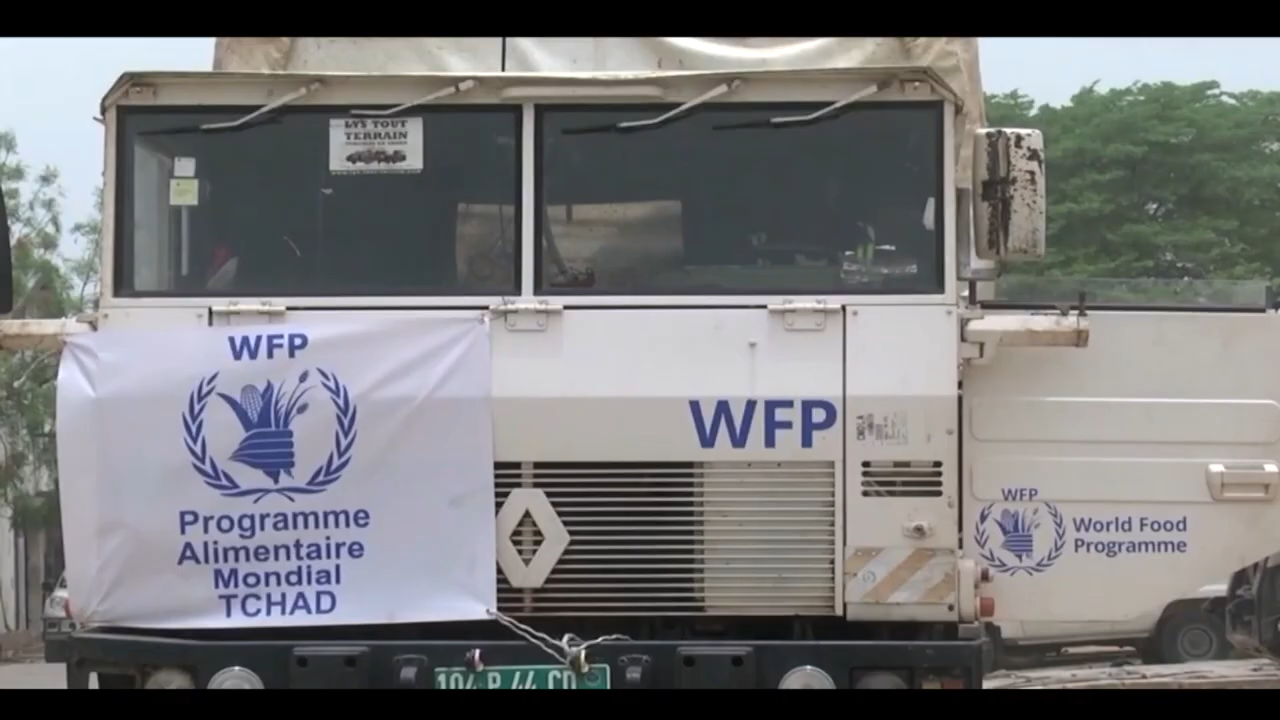 LYS TOUT
TERRAIN
WFP
Programme
Alimentaire
Mondial
TCHAD
WFP
WFP
World Food
Programme